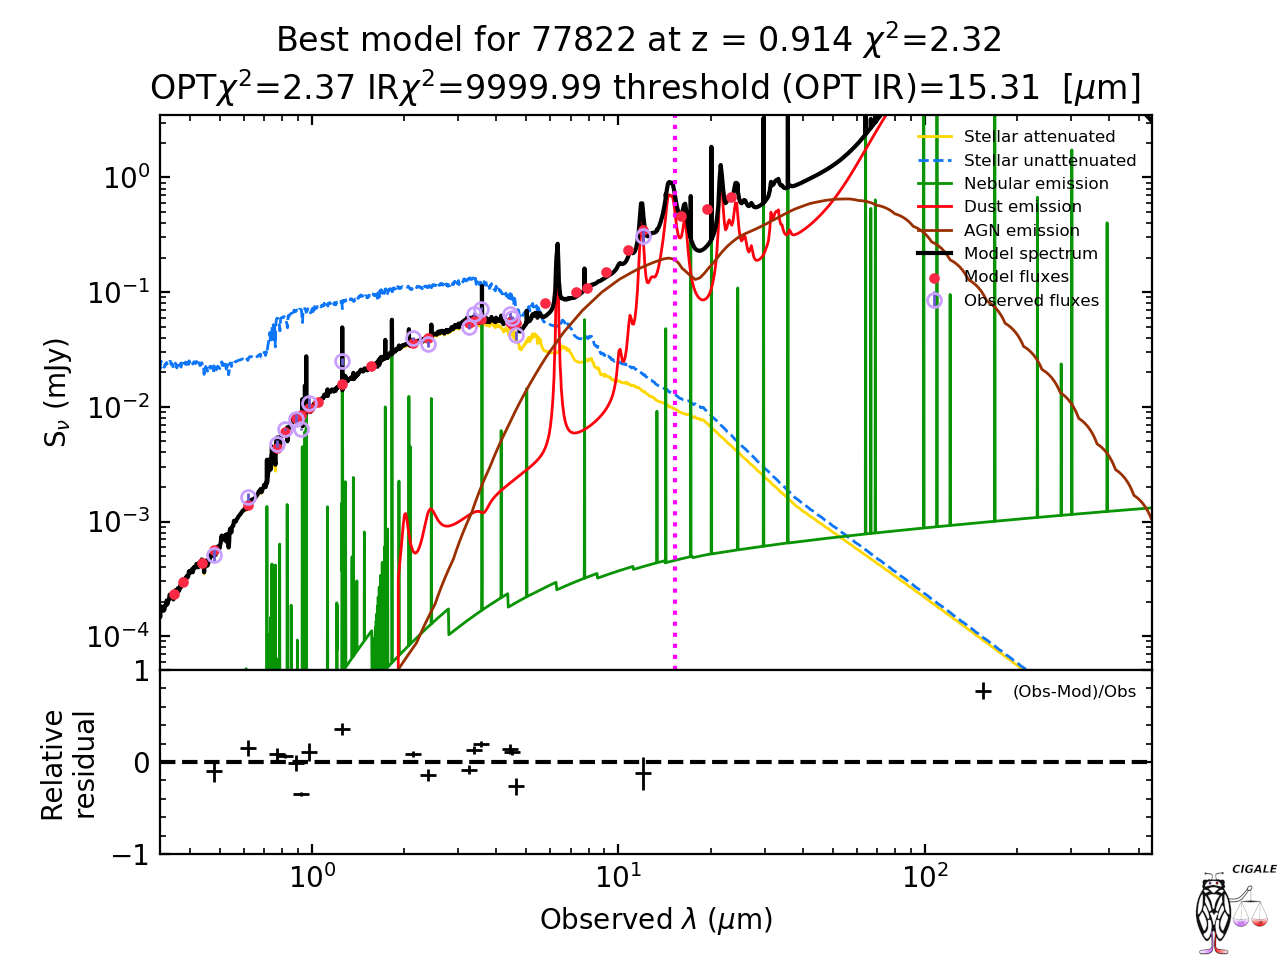 Best model for 77822 at z = 0.914 χ²=2.32
OPTχ²=2.37 IRχ²=9999.99 threshold (OPT IR)=15.31 [μm]
Stellar attenuated
Stellar unattenuated
Nebular emission
Dust emission
AGN emission
Model spectrum
Model fluxes
Observed fluxes
S_ν (mJy)
10⁰
10⁻¹
10⁻²
10⁻³
10⁻⁴
(Obs-Mod)/Obs
Relative
residual
1
0
−1
10⁰
10¹
10²
Observed λ (μm)
CIGALE